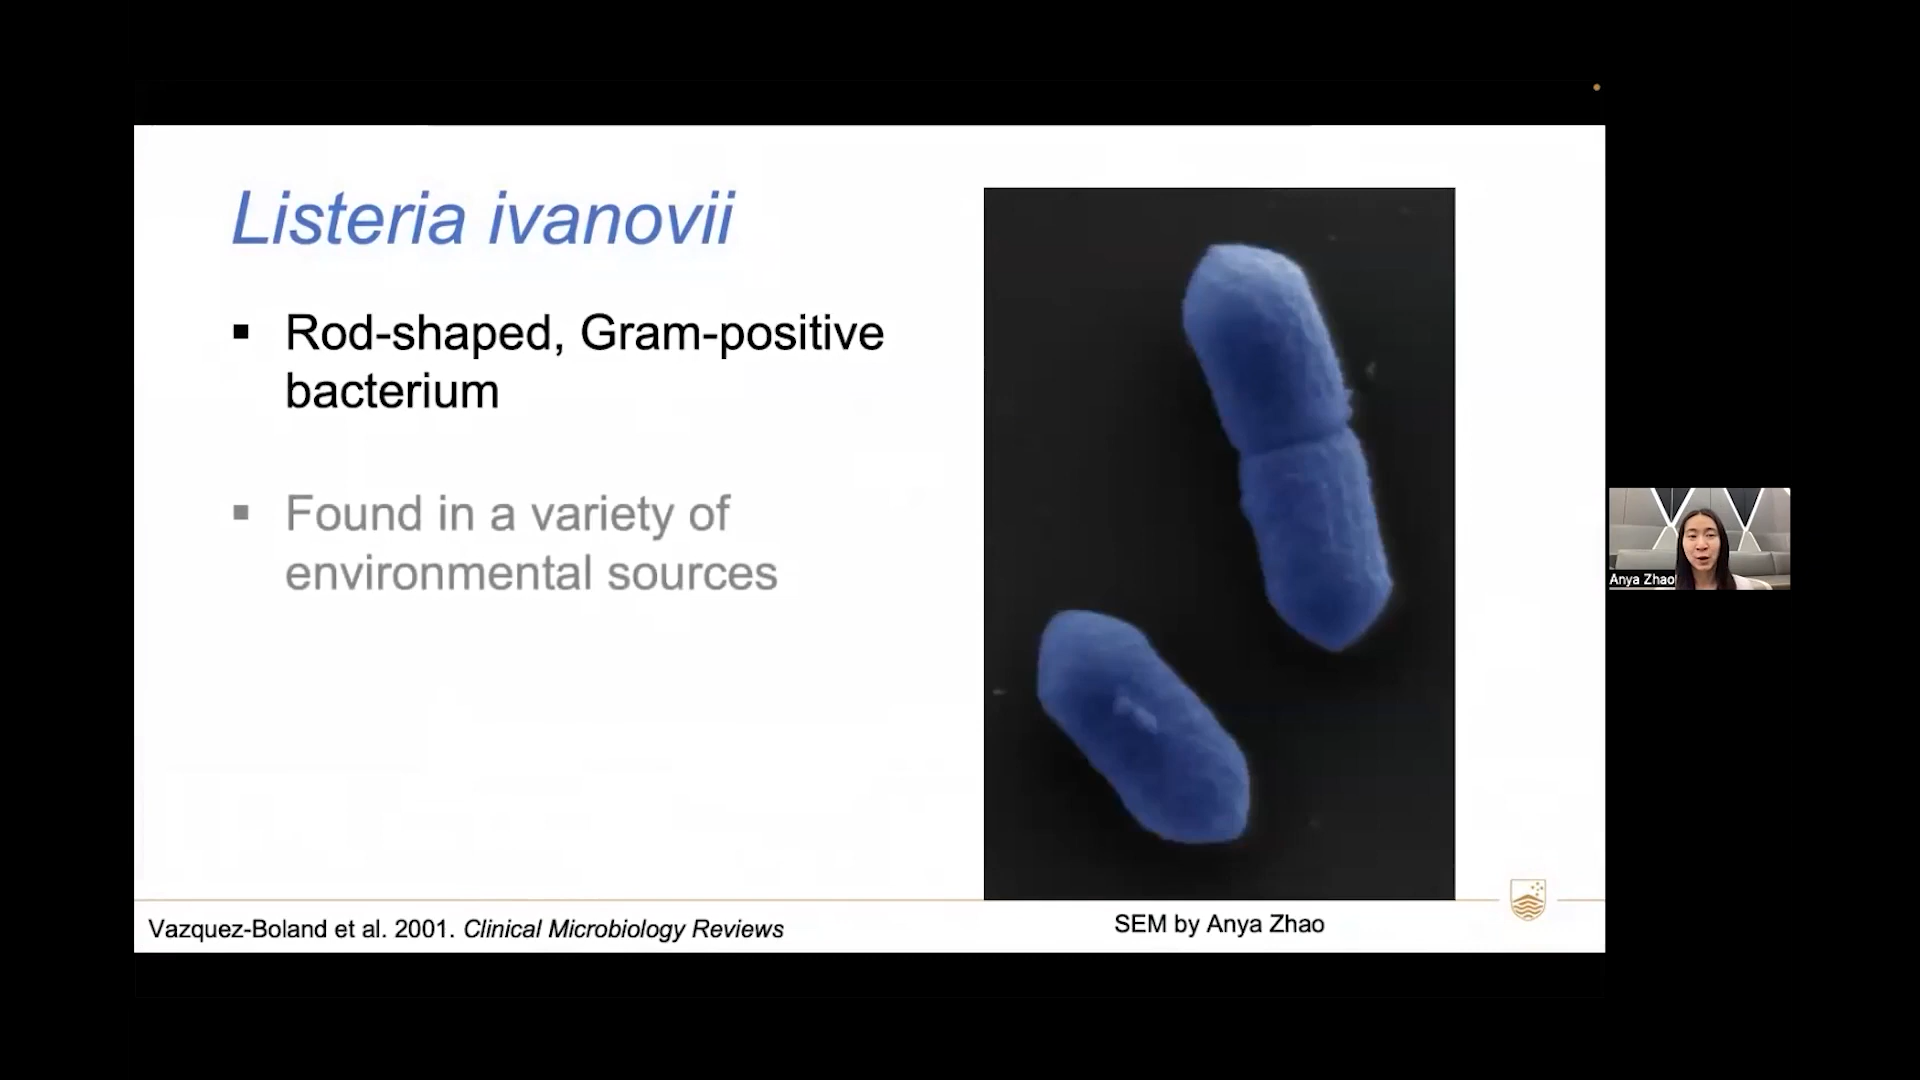 Listeria ivanovii
▪ Rod-shaped, Gram-positive
bacterium
▪ Found in a variety of
environmental sources
Vazquez-Boland et al. 2001. Clinical Microbiology Reviews
SEM by Anya Zhao
Anya Zhao